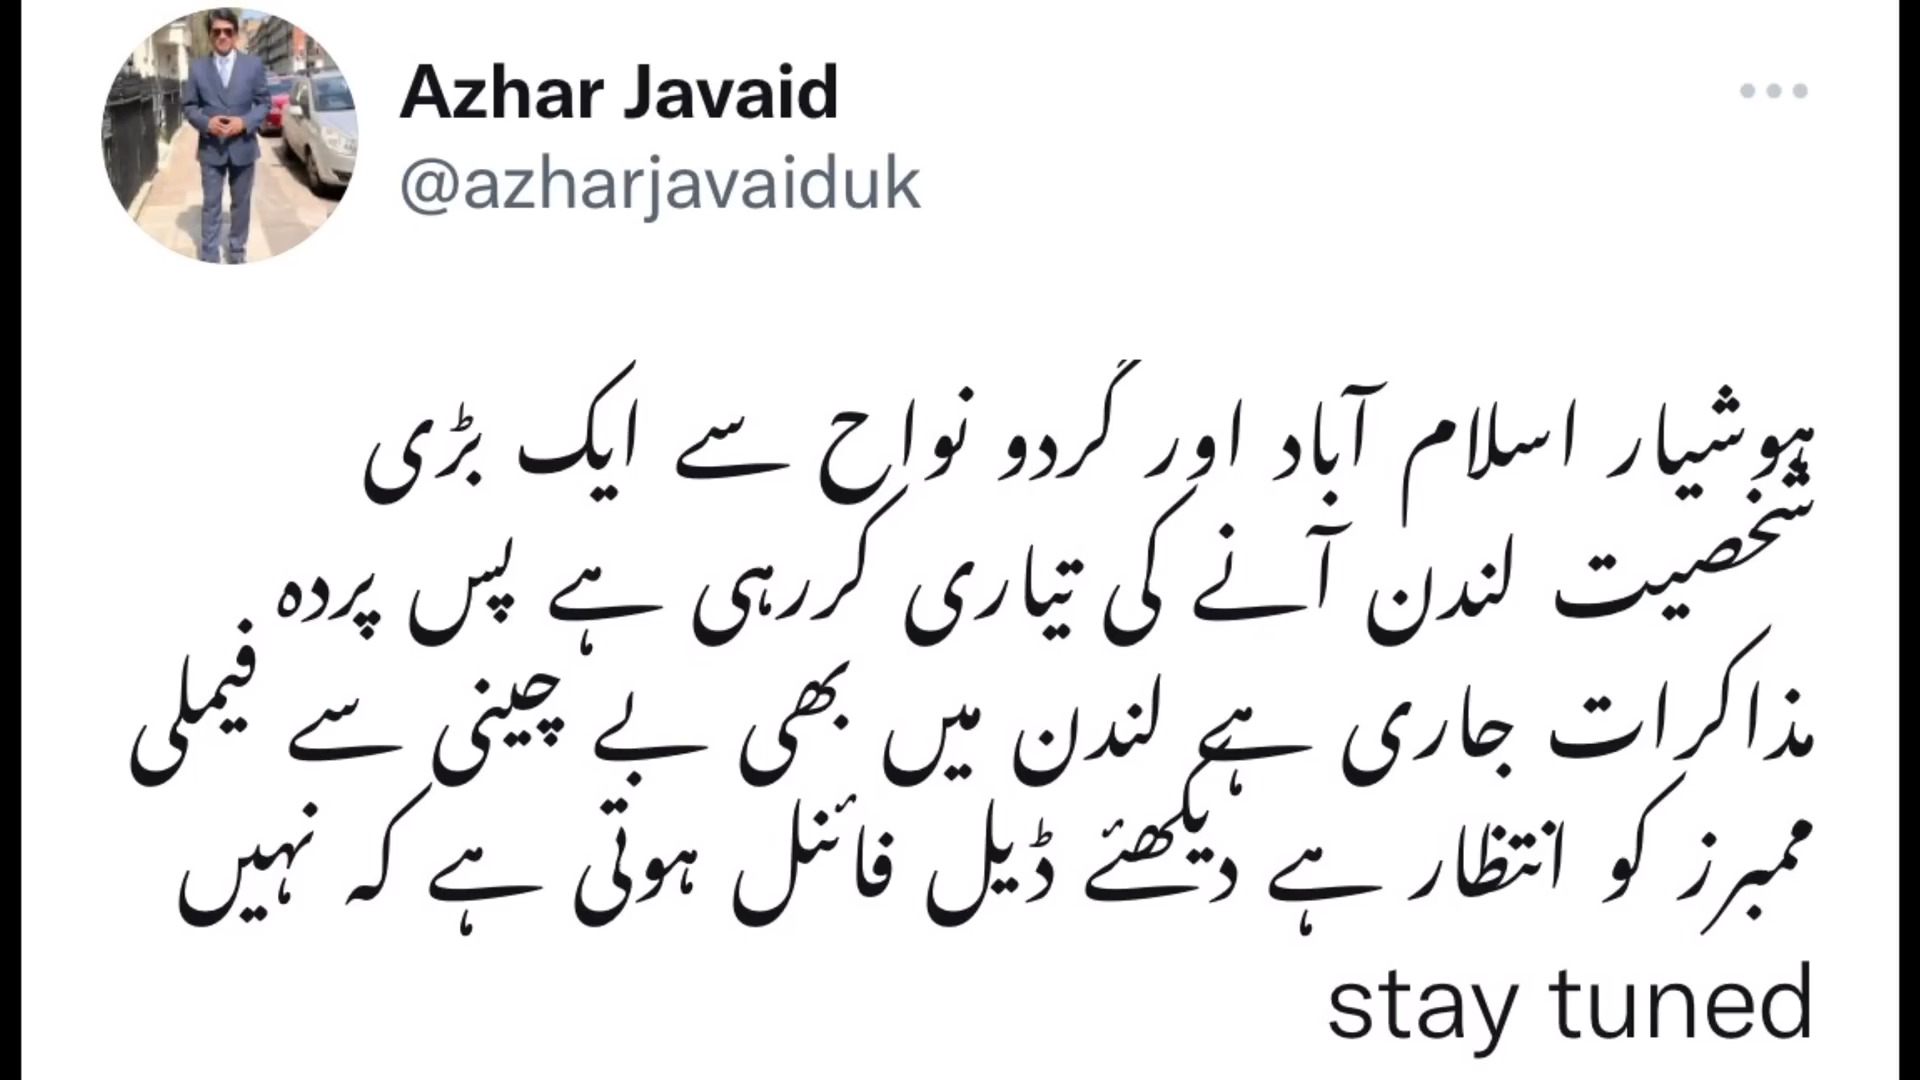 Azhar Javaid
@azharjavaiduk
ہوشیار اسلام آباد اور گردو نواح سے ایک بڑی
شخصیت لندن آنے کی تیاری کررہی ہے پس پردہ
مذاکرات جاری ہے لندن میں بھی بے چینی سے فیملی
ممبرز کو انتظار ہے دیکھئے ڈیل فائنل ہوتی ہے کہ نہیں
stay tuned